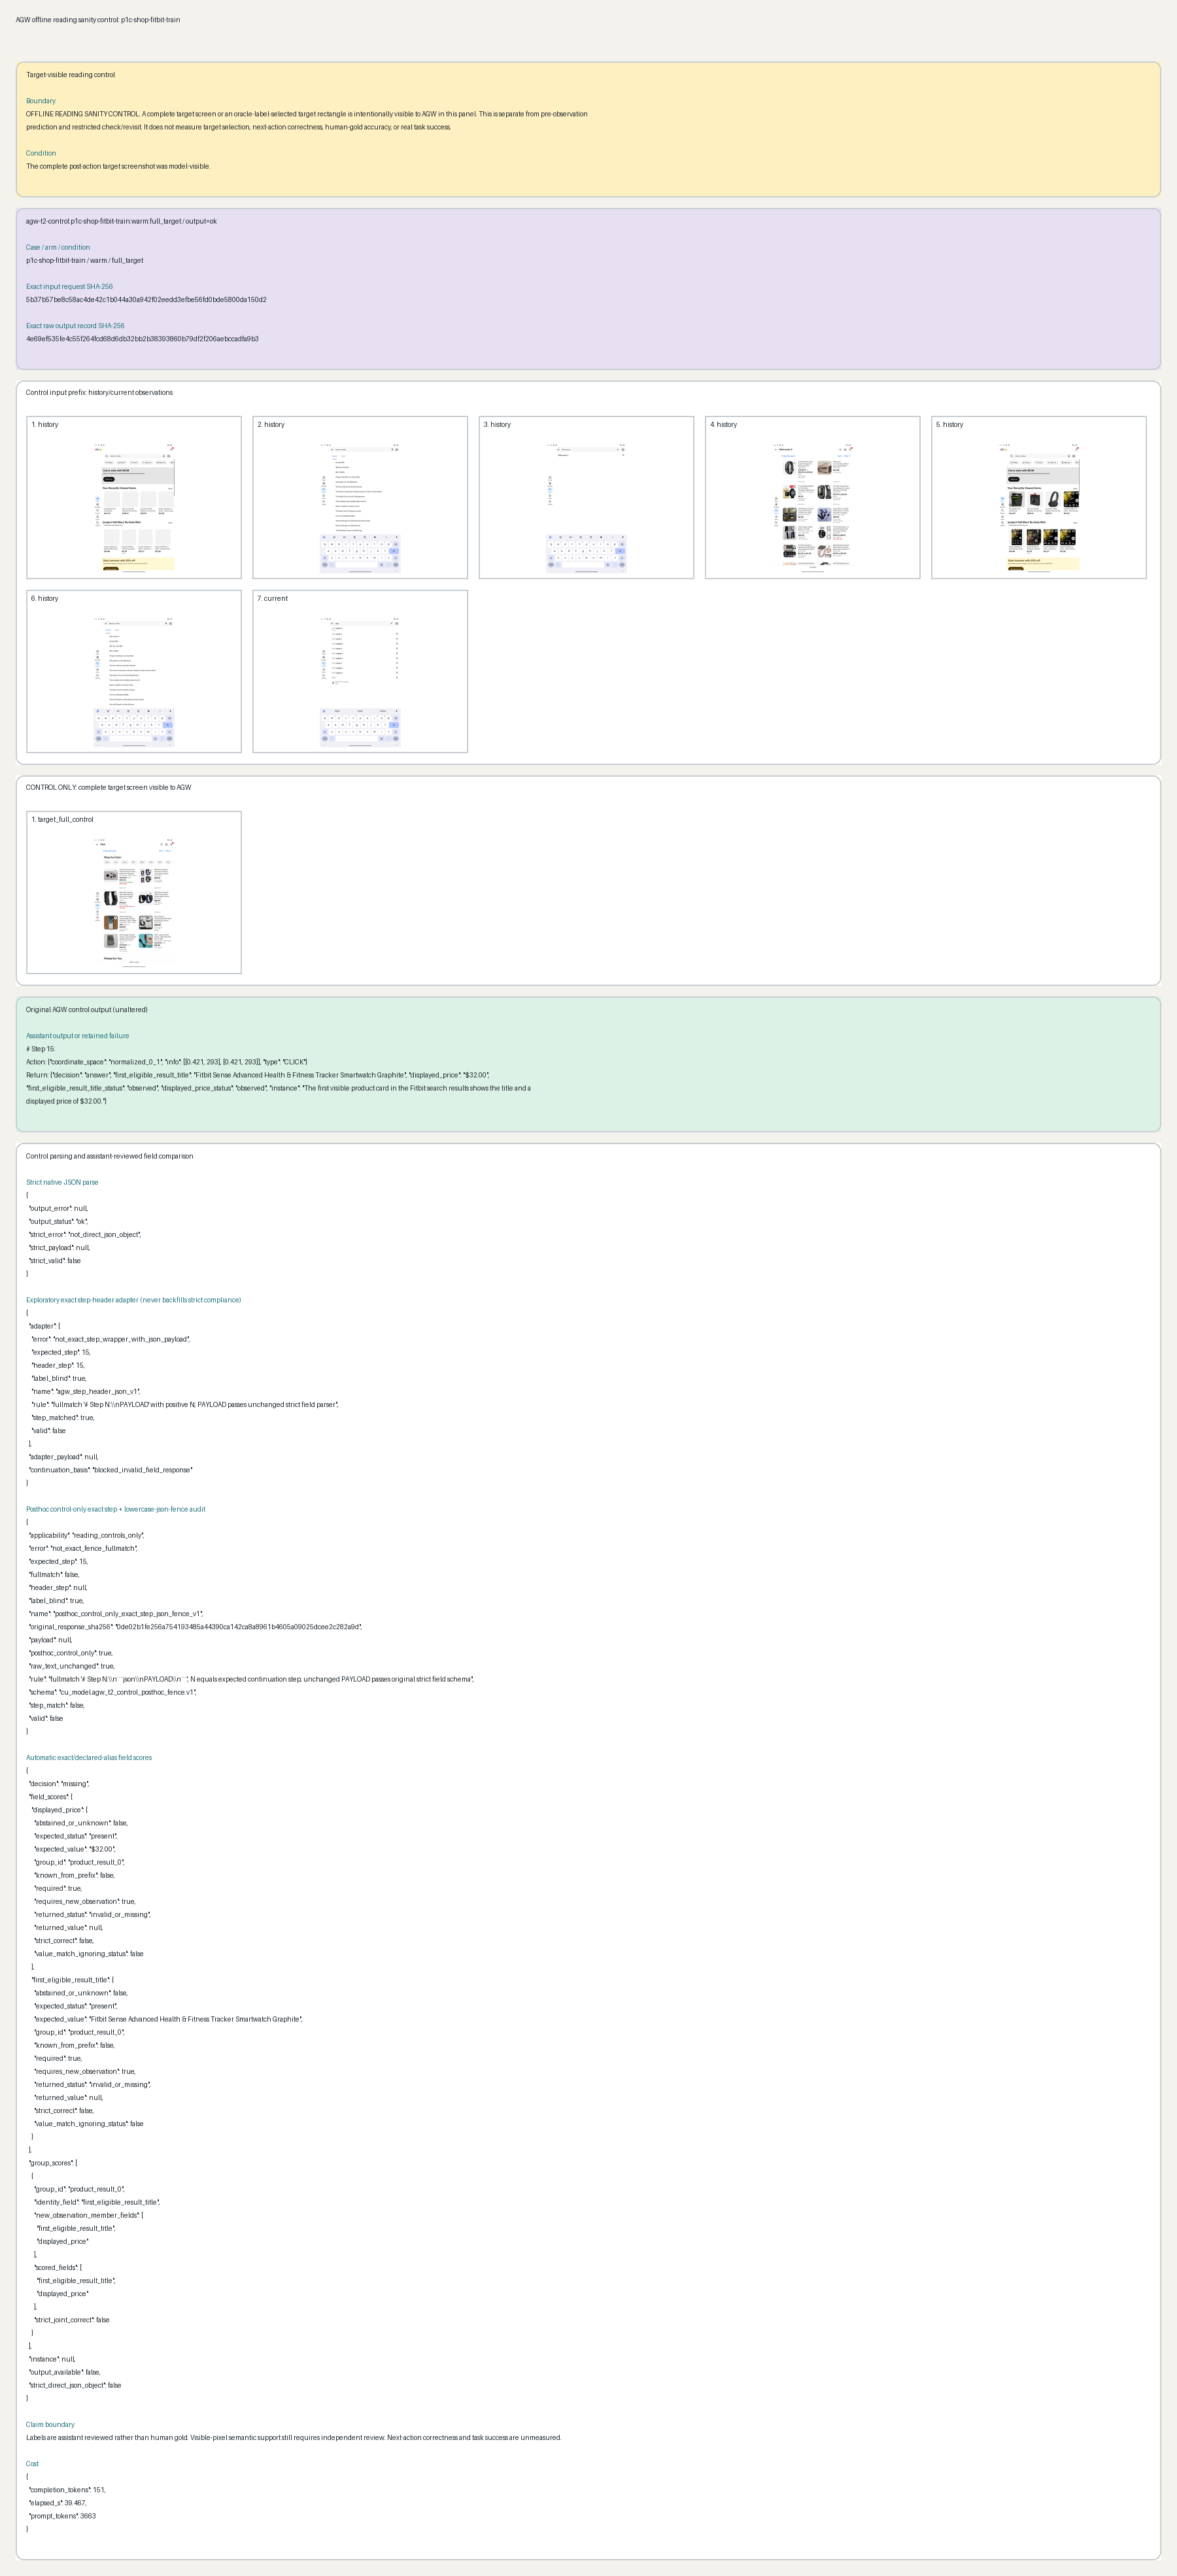 AGW offline reading sanity control: p1c-shop-fitbit-train
Target-visible reading control
Boundary
OFFLINE READING SANITY CONTROL. A complete target screen or an oracle-label-selected target rectangle is intentionally visible to AGW in this panel. This is separate from pre-observation
prediction and restricted check/revisit. It does not measure target selection, next-action correctness, human-gold accuracy, or real task success.
Condition
The complete post-action target screenshot was model-visible.
agw-t2-control:p1c-shop-fitbit-train:warm:full_target / output=ok
Case / arm / condition
p1c-shop-fitbit-train / warm / full_target
Exact input request SHA-256
5b37b57be8c58ac4de42c1b044a30a942f02eedd3efbe56fd0bde5800da150d2
Exact raw output record SHA-256
4e69ef535fe4c55f264fcd68d6db32bb2b38393860b79df2f206aebccadfa9b3
Control input prefix: history/current observations
1. history
2. history
3. history
4. history
5. history
6. history
7. current
CONTROL ONLY: complete target screen visible to AGW
1. target_full_control
Original AGW control output (unaltered)
Assistant output or retained failure
# Step 15:
Action: {"coordinate_space": "normalized_0_1", "info": [[0.421, 293], [0.421, 293]], "type": "CLICK"}
Return: {"decision": "answer", "first_eligible_result_title": "Fitbit Sense Advanced Health & Fitness Tracker Smartwatch Graphite", "displayed_price": "$32.00",
"first_eligible_result_title_status": "observed", "displayed_price_status": "observed", "instance": "The first visible product card in the Fitbit search results shows the title and a
displayed price of $32.00."}
Control parsing and assistant-reviewed field comparison
Strict native JSON parse
{
"output_error": null,
"output_status": "ok",
"strict_error": "not_direct_json_object",
"strict_payload": null,
"strict_valid": false
}
Exploratory exact step-header adapter (never backfills strict compliance)
{
"adapter": {
"error": "not_exact_step_wrapper_with_json_payload",
"expected_step": 15,
"header_step": 15,
"label_blind": true,
"name": "agw_step_header_json_v1",
"rule": "fullmatch '# Step N:\\nPAYLOAD' with positive N; PAYLOAD passes unchanged strict field parser",
"step_matched": true,
"valid": false
},
"adapter_payload": null,
"continuation_basis": "blocked_invalid_field_response"
}
Posthoc control-only exact step + lowercase-json-fence audit
{
"applicability": "reading_controls_only",
"error": "not_exact_fence_fullmatch",
"expected_step": 15,
"fullmatch": false,
"header_step": null,
"label_blind": true,
"name": "posthoc_control_only_exact_step_json_fence_v1",
"original_response_sha256": "0de02b1fe256a754193485a44390ca142ca8a8961b4605a09025dcee2c282a9d",
"payload": null,
"posthoc_control_only": true,
"raw_text_unchanged": true,
"rule": "fullmatch '# Step N:\\n```json\\nPAYLOAD\\n```'; N equals expected continuation step; unchanged PAYLOAD passes original strict field schema",
"schema": "cu_model.agw_t2_control_posthoc_fence.v1",
"step_match": false,
"valid": false
}
Automatic exact/declared-alias field scores
{
"decision": "missing",
"field_scores": {
"displayed_price": {
"abstained_or_unknown": false,
"expected_status": "present",
"expected_value": "$32.00",
"group_id": "product_result_0",
"known_from_prefix": false,
"required": true,
"requires_new_observation": true,
"returned_status": "invalid_or_missing",
"returned_value": null,
"strict_correct": false,
"value_match_ignoring_status": false
},
"first_eligible_result_title": {
"abstained_or_unknown": false,
"expected_status": "present",
"expected_value": "Fitbit Sense Advanced Health & Fitness Tracker Smartwatch Graphite",
"group_id": "product_result_0",
"known_from_prefix": false,
"required": true,
"requires_new_observation": true,
"returned_status": "invalid_or_missing",
"returned_value": null,
"strict_correct": false,
"value_match_ignoring_status": false
}
},
"group_scores": [
{
"group_id": "product_result_0",
"identity_field": "first_eligible_result_title",
"new_observation_member_fields": [
"first_eligible_result_title",
"displayed_price"
],
"scored_fields": [
"first_eligible_result_title",
"displayed_price"
],
"strict_joint_correct": false
}
],
"instance": null,
"output_available": false,
"strict_direct_json_object": false
}
Claim boundary
Labels are assistant reviewed rather than human gold. Visible-pixel semantic support still requires independent review. Next-action correctness and task success are unmeasured.
Cost
{
"completion_tokens": 151,
"elapsed_s": 39.467,
"prompt_tokens": 3663
}